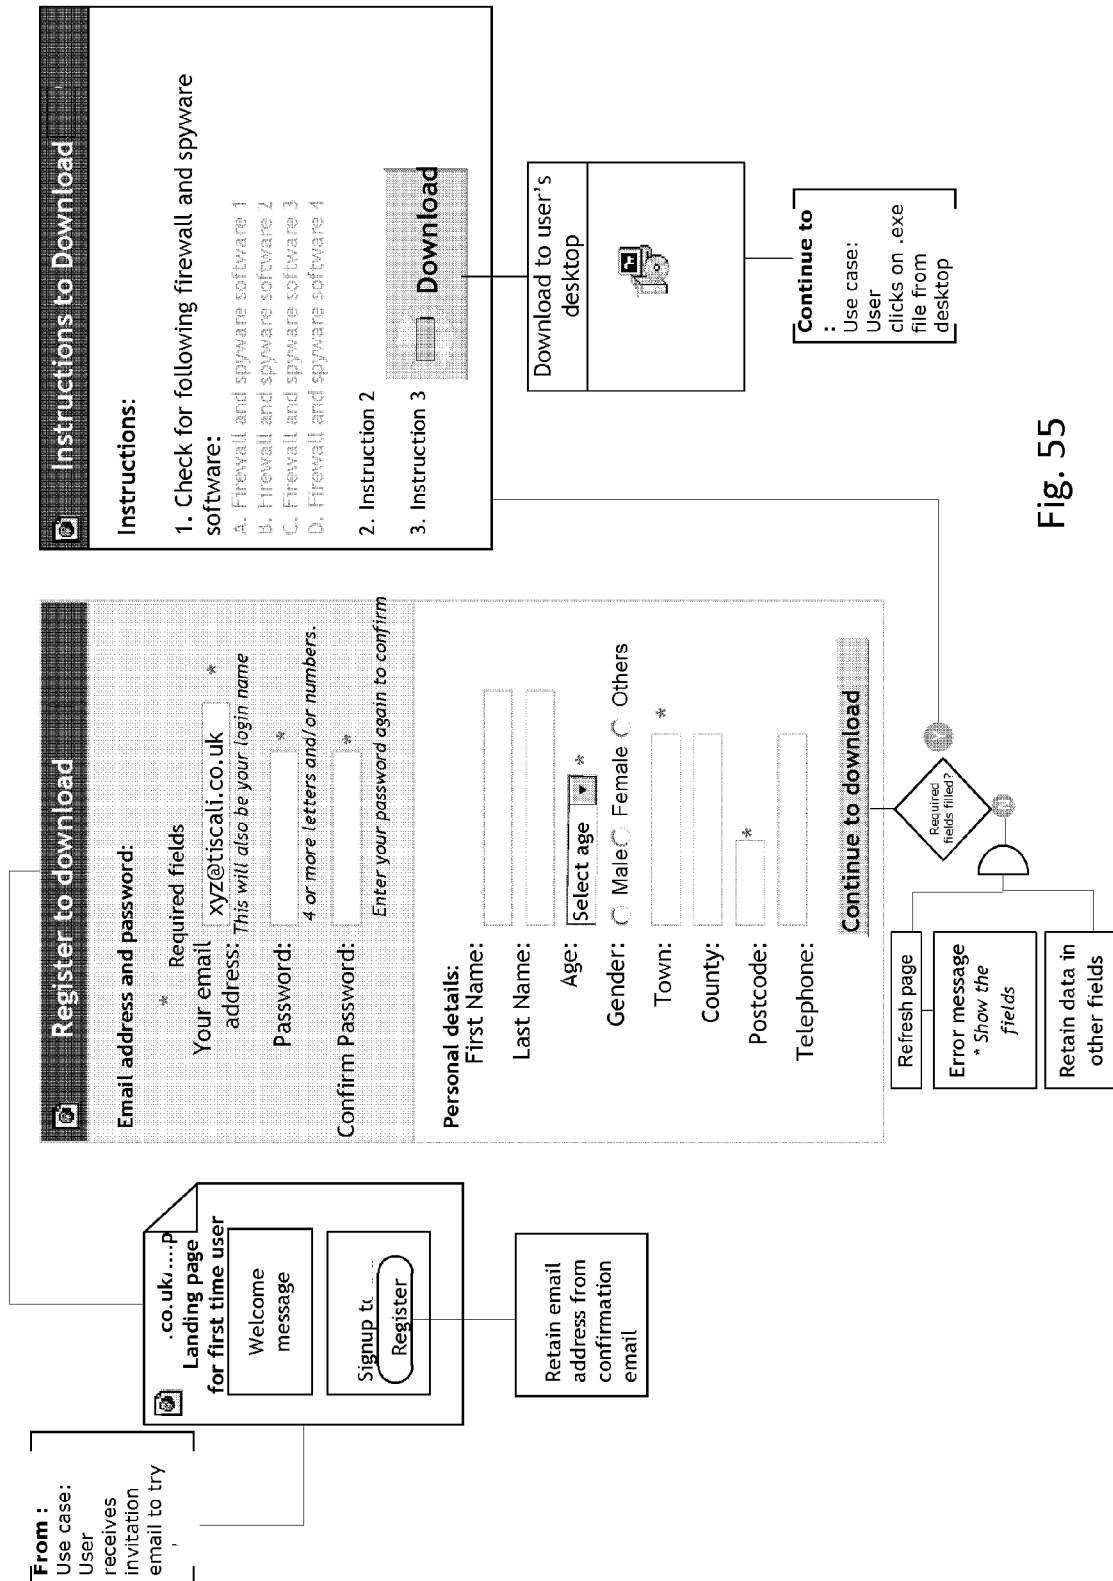 From :
Use case:
User
receives
invitation
email to try
.co.uk/....p
Landing page
for first time user
Welcome
message
Signup to
Register
Retain email
address from
confirmation
email
Register to download
Email address and password:
* Required fields
Your email
address:
xyz@tiscali.co.uk *
This will also be your login name
Password: *
4 or more letters and/or numbers.
Confirm Password: *
Enter your password again to confirm
Personal details:
First Name:
Last Name:
Age: Select age *
Gender: Male Female Others
Town: *
County:
Postcode: *
Telephone:
Continue to download
Required
fields filled?
Y
N
Refresh page
Error message
* Show the
fields
Retain data in
other fields
Instructions to Download
Instructions:
1. Check for following firewall and spyware
software:
A. Firewall and spyware software 1
B. Firewall and spyware software 2
C. Firewall and spyware software 3
D. Firewall and spyware software 4
2. Instruction 2
3. Instruction 3
Download
Download to user's
desktop
Continue to
:
Use case:
User
clicks on .exe
file from
desktop
Fig. 55